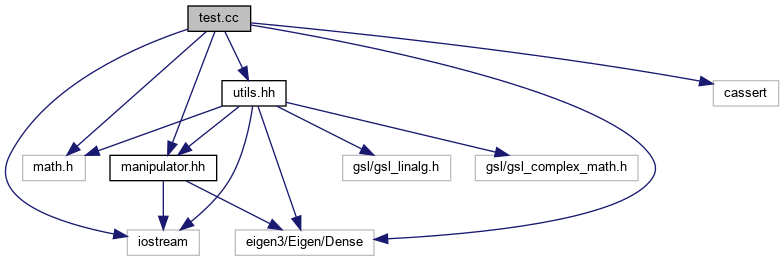 test.cc
utils.hh
cassert
math.h
manipulator.hh
gsl/gsl_linalg.h
gsl/gsl_complex_math.h
iostream
eigen3/Eigen/Dense